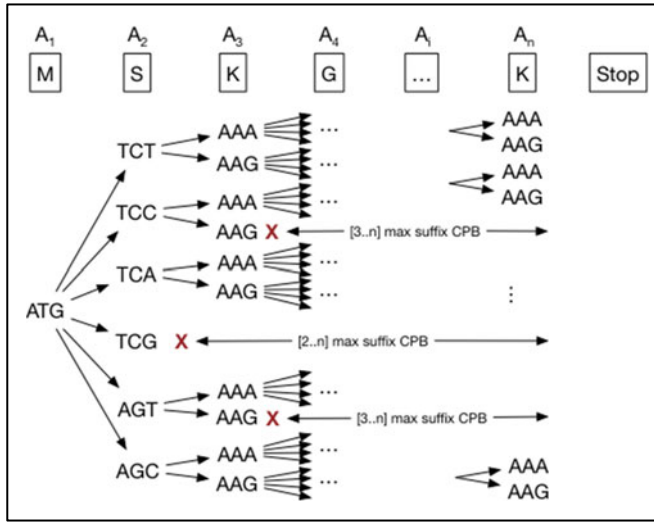 A1 A2 A3 A4 Ai An
M S K G ... K Stop
AAA
AAA ...
AAG
TCT
AAG ...
AAA
AAA ...
TCC
AAG
AAG X [3..n] max suffix CPB
AAA ...
TCA
AAG ...
⋮
ATG
TCG X [2..n] max suffix CPB
AAA ...
AGT
AAG X [3..n] max suffix CPB
AAA ...
AGC
AAA
AAG ...
AAG